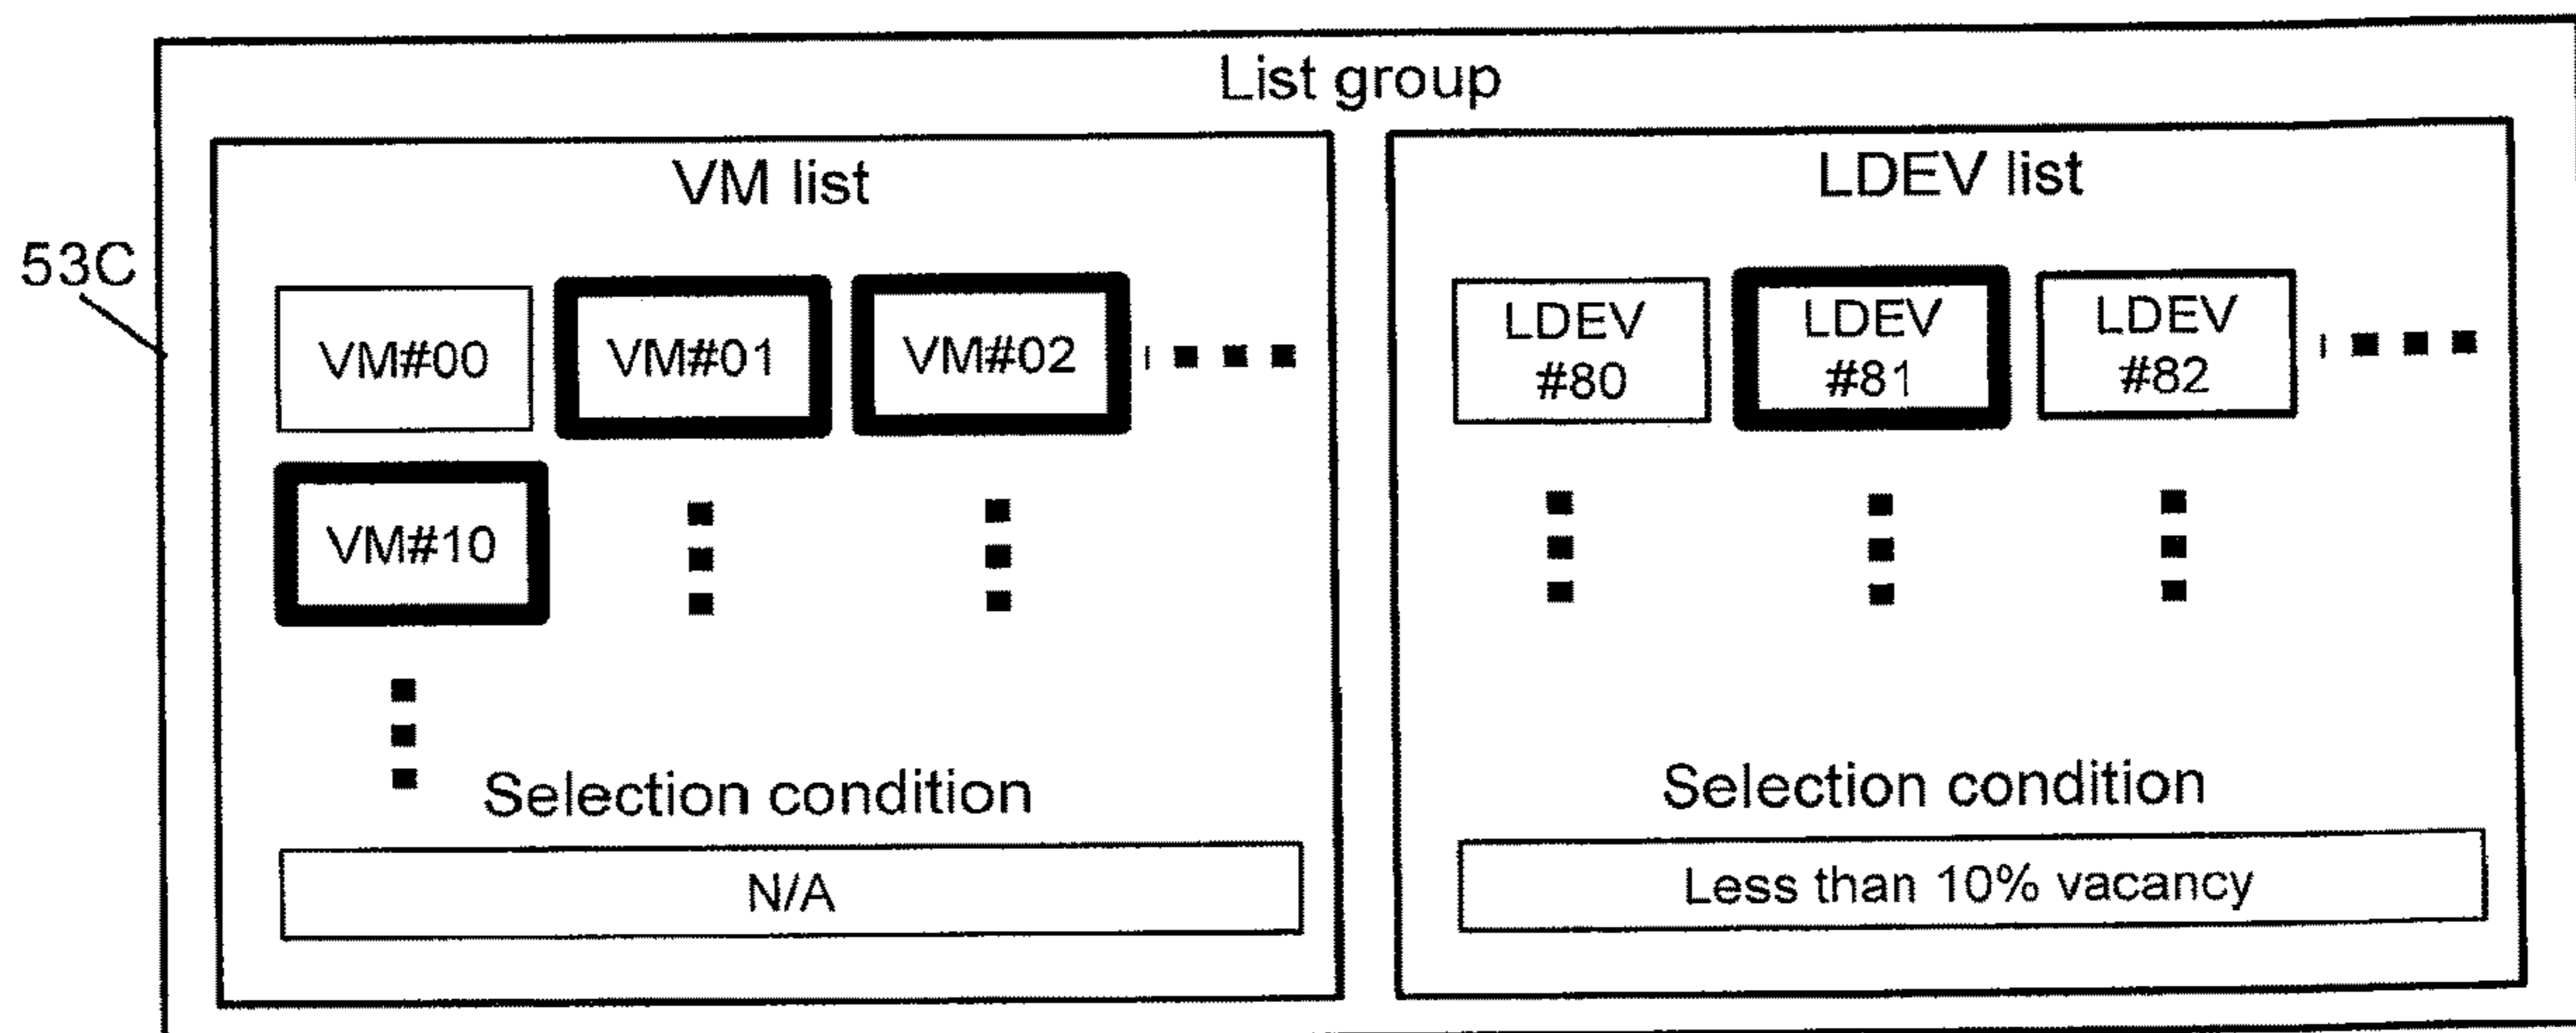 List group
VM list
53C
VM#00
VM#01
VM#02
VM#10
Selection condition
N/A
LDEV list
LDEV
#80
LDEV
#81
LDEV
#82
Selection condition
Less than 10% vacancy